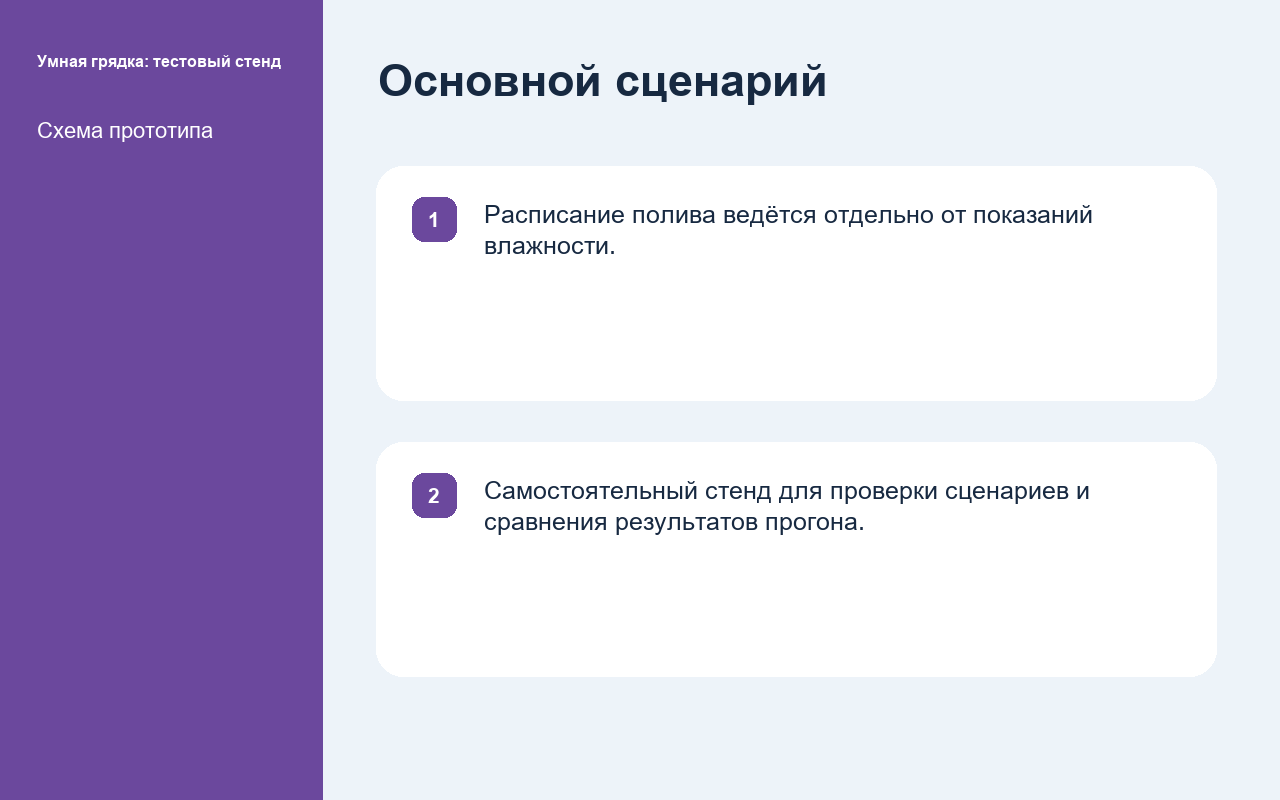 Умная грядка: тестовый стенд
Схема прототипа
Основной сценарий
1
Расписание полива ведётся отдельно от показаний
влажности.
2
Самостоятельный стенд для проверки сценариев и
сравнения результатов прогона.